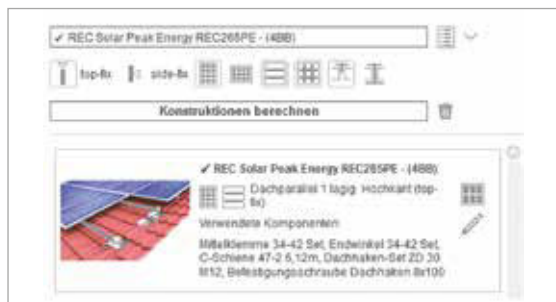 ✓ REC Solar Peak Energy REC265PE - (4BB)
top-fix side-fix
Konstruktionen berechnen
✓ REC Solar Peak Energy REC265PE - (4BB)
Dachparallel 1 lagig: Hochkant (top-
fix)
Verwendete Komponenten
Mittelklemme 34-42 Set, Endwinkel 34-42 Set,
C-Schiene 47-2 6,12m, Dachhaken-Set ZD 30
M12, Befestigungsschraube Dachhaken 8x100